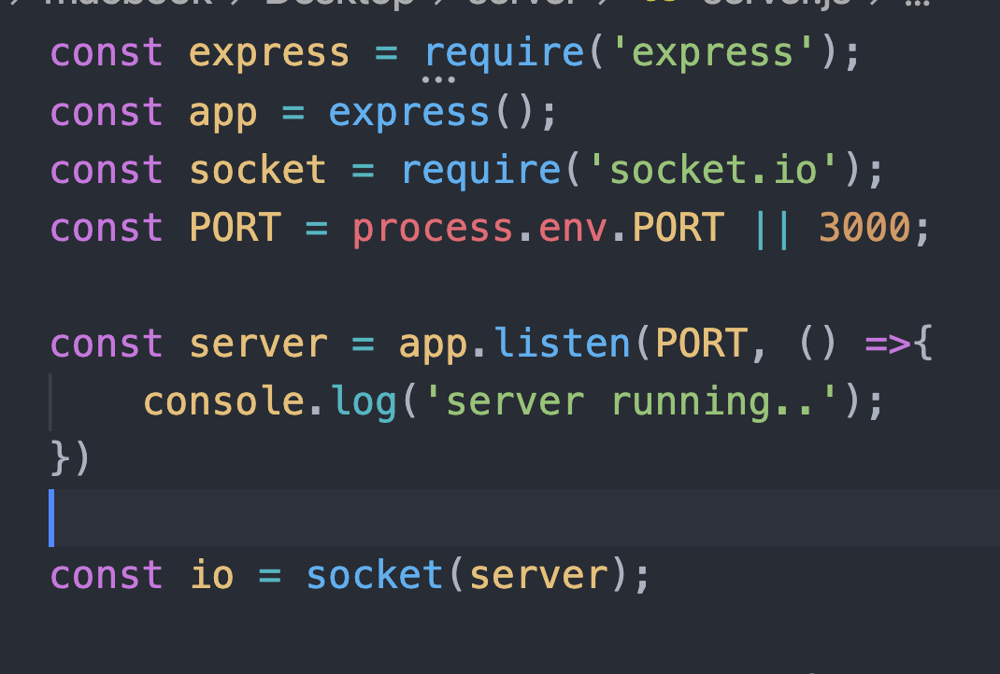 macbook > Desktop > server > JS server.js > ...
const express = require('express');
const app = express();
const socket = require('socket.io');
const PORT = process.env.PORT || 3000;
const server = app.listen(PORT, () =>{
    console.log('server running..');
})
const io = socket(server);